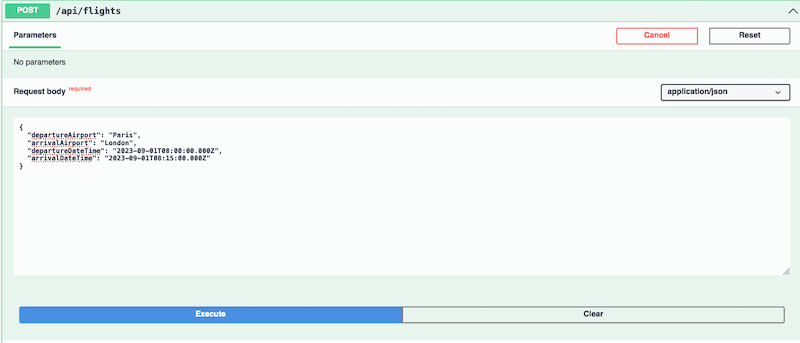 POST /api/flights
Parameters
Cancel
Reset
No parameters
Request body required
application/json
{
  "departureAirport": "Paris",
  "arrivalAirport": "London",
  "departureDateTime": "2023-09-01T08:00:00.000Z",
  "arrivalDateTime": "2023-09-01T08:15:00.000Z"
}
Execute
Clear